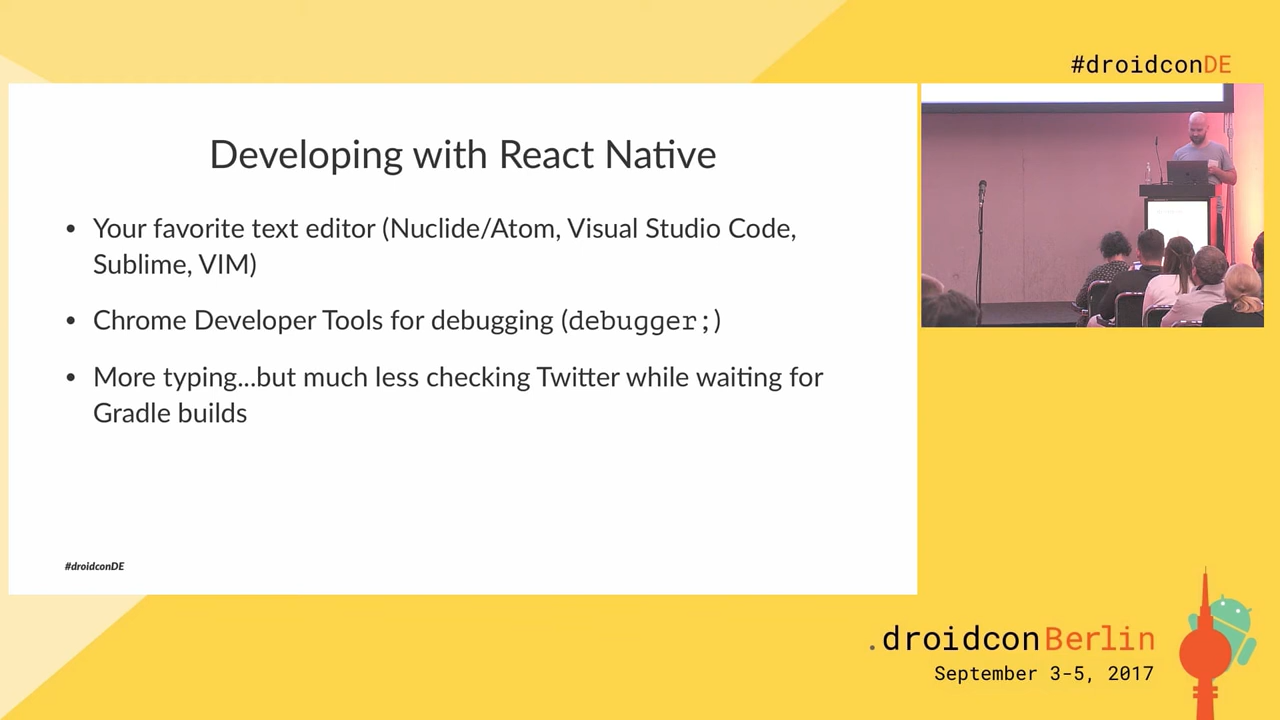 #droidconDE
Developing with React Native
• Your favorite text editor (Nuclide/Atom, Visual Studio Code,
Sublime, VIM)
• Chrome Developer Tools for debugging (debugger;)
• More typing...but much less checking Twitter while waiting for
Gradle builds
#droidconDE
.droidconBerlin
September 3-5, 2017